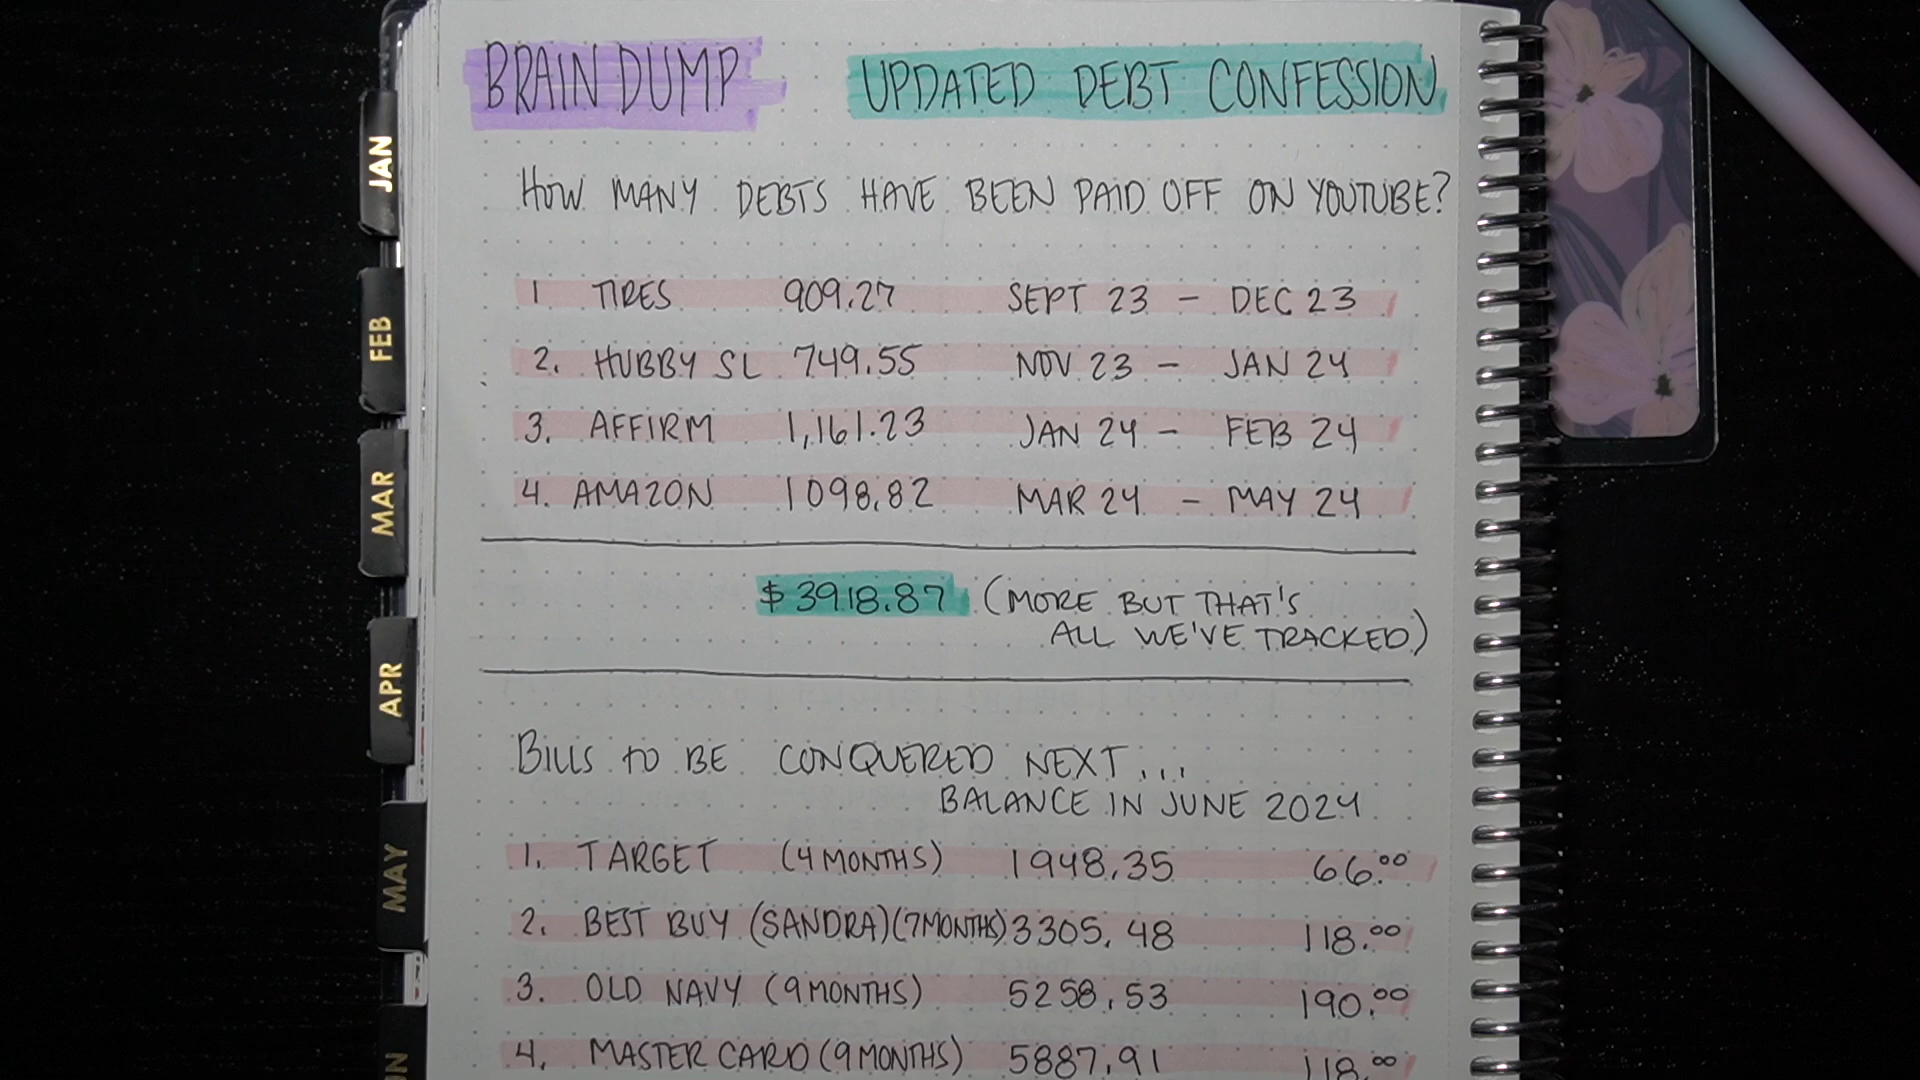 BRAIN DUMP UPDATED DEBT CONFESSION
HOW MANY DEBTS HAVE BEEN PAID OFF ON YOUTUBE?
1 TIRES 909.27 SEPT 23 - DEC 23
2. HUBBY SL 749.55 NOV 23 - JAN 24
3. AFFIRM 1,161.23 JAN 24 - FEB 24
4. AMAZON 1098.82 MAR 24 - MAY 24
$3918.87 (MORE BUT THAT'S
ALL WE'VE TRACKED)
BILLS TO BE CONQUERED NEXT...
BALANCE IN JUNE 2024
1. TARGET (4 MONTHS) 1948.35 66.00
2. BEST BUY (SANDRA) (7 MONTHS) 3305.48 118.00
3. OLD NAVY (9 MONTHS) 5258.53 190.00
4. MASTER CARD (9 MONTHS) 5887.91 118.00
JAN
FEB
MAR
APR
MAY